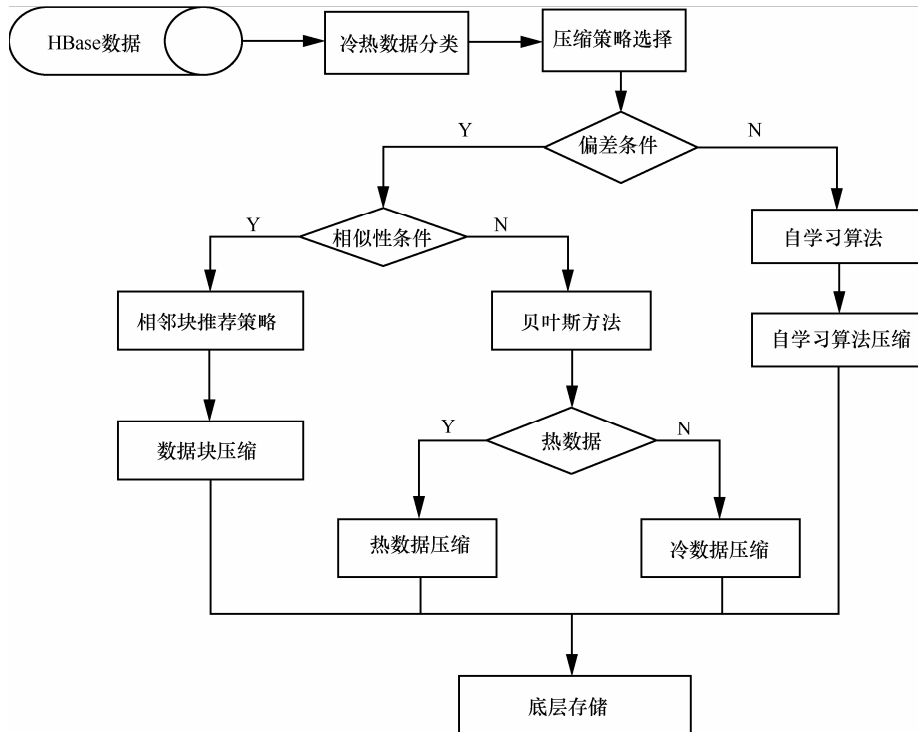 HBase数据
冷热数据分类
压缩策略选择
偏差条件
Y
N
相似性条件
Y
N
自学习算法
相邻块推荐策略
贝叶斯方法
自学习算法压缩
数据块压缩
热数据
Y
N
热数据压缩
冷数据压缩
底层存储